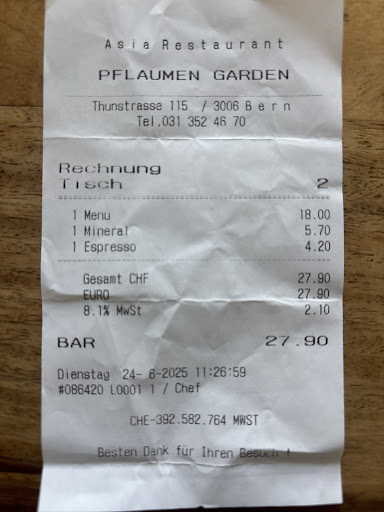 Asia Restaurant
PFLAUMEN GARDEN
Thunstrasse 115 / 3006 Bern
Tel.031 352 46 70
Rechnung
Tisch 2
1 Menu 18.00
1 Mineral 5.70
1 Espresso 4.20
Gesamt CHF 27.90
EURO 27.90
8.1% MwSt 2.10
BAR 27.90
Dienstag 24- 6-2025 11:26:59
#086420 L0001 1 / Chef
CHE-392.582.764 MWST
Besten Dank für Ihren Besuch !